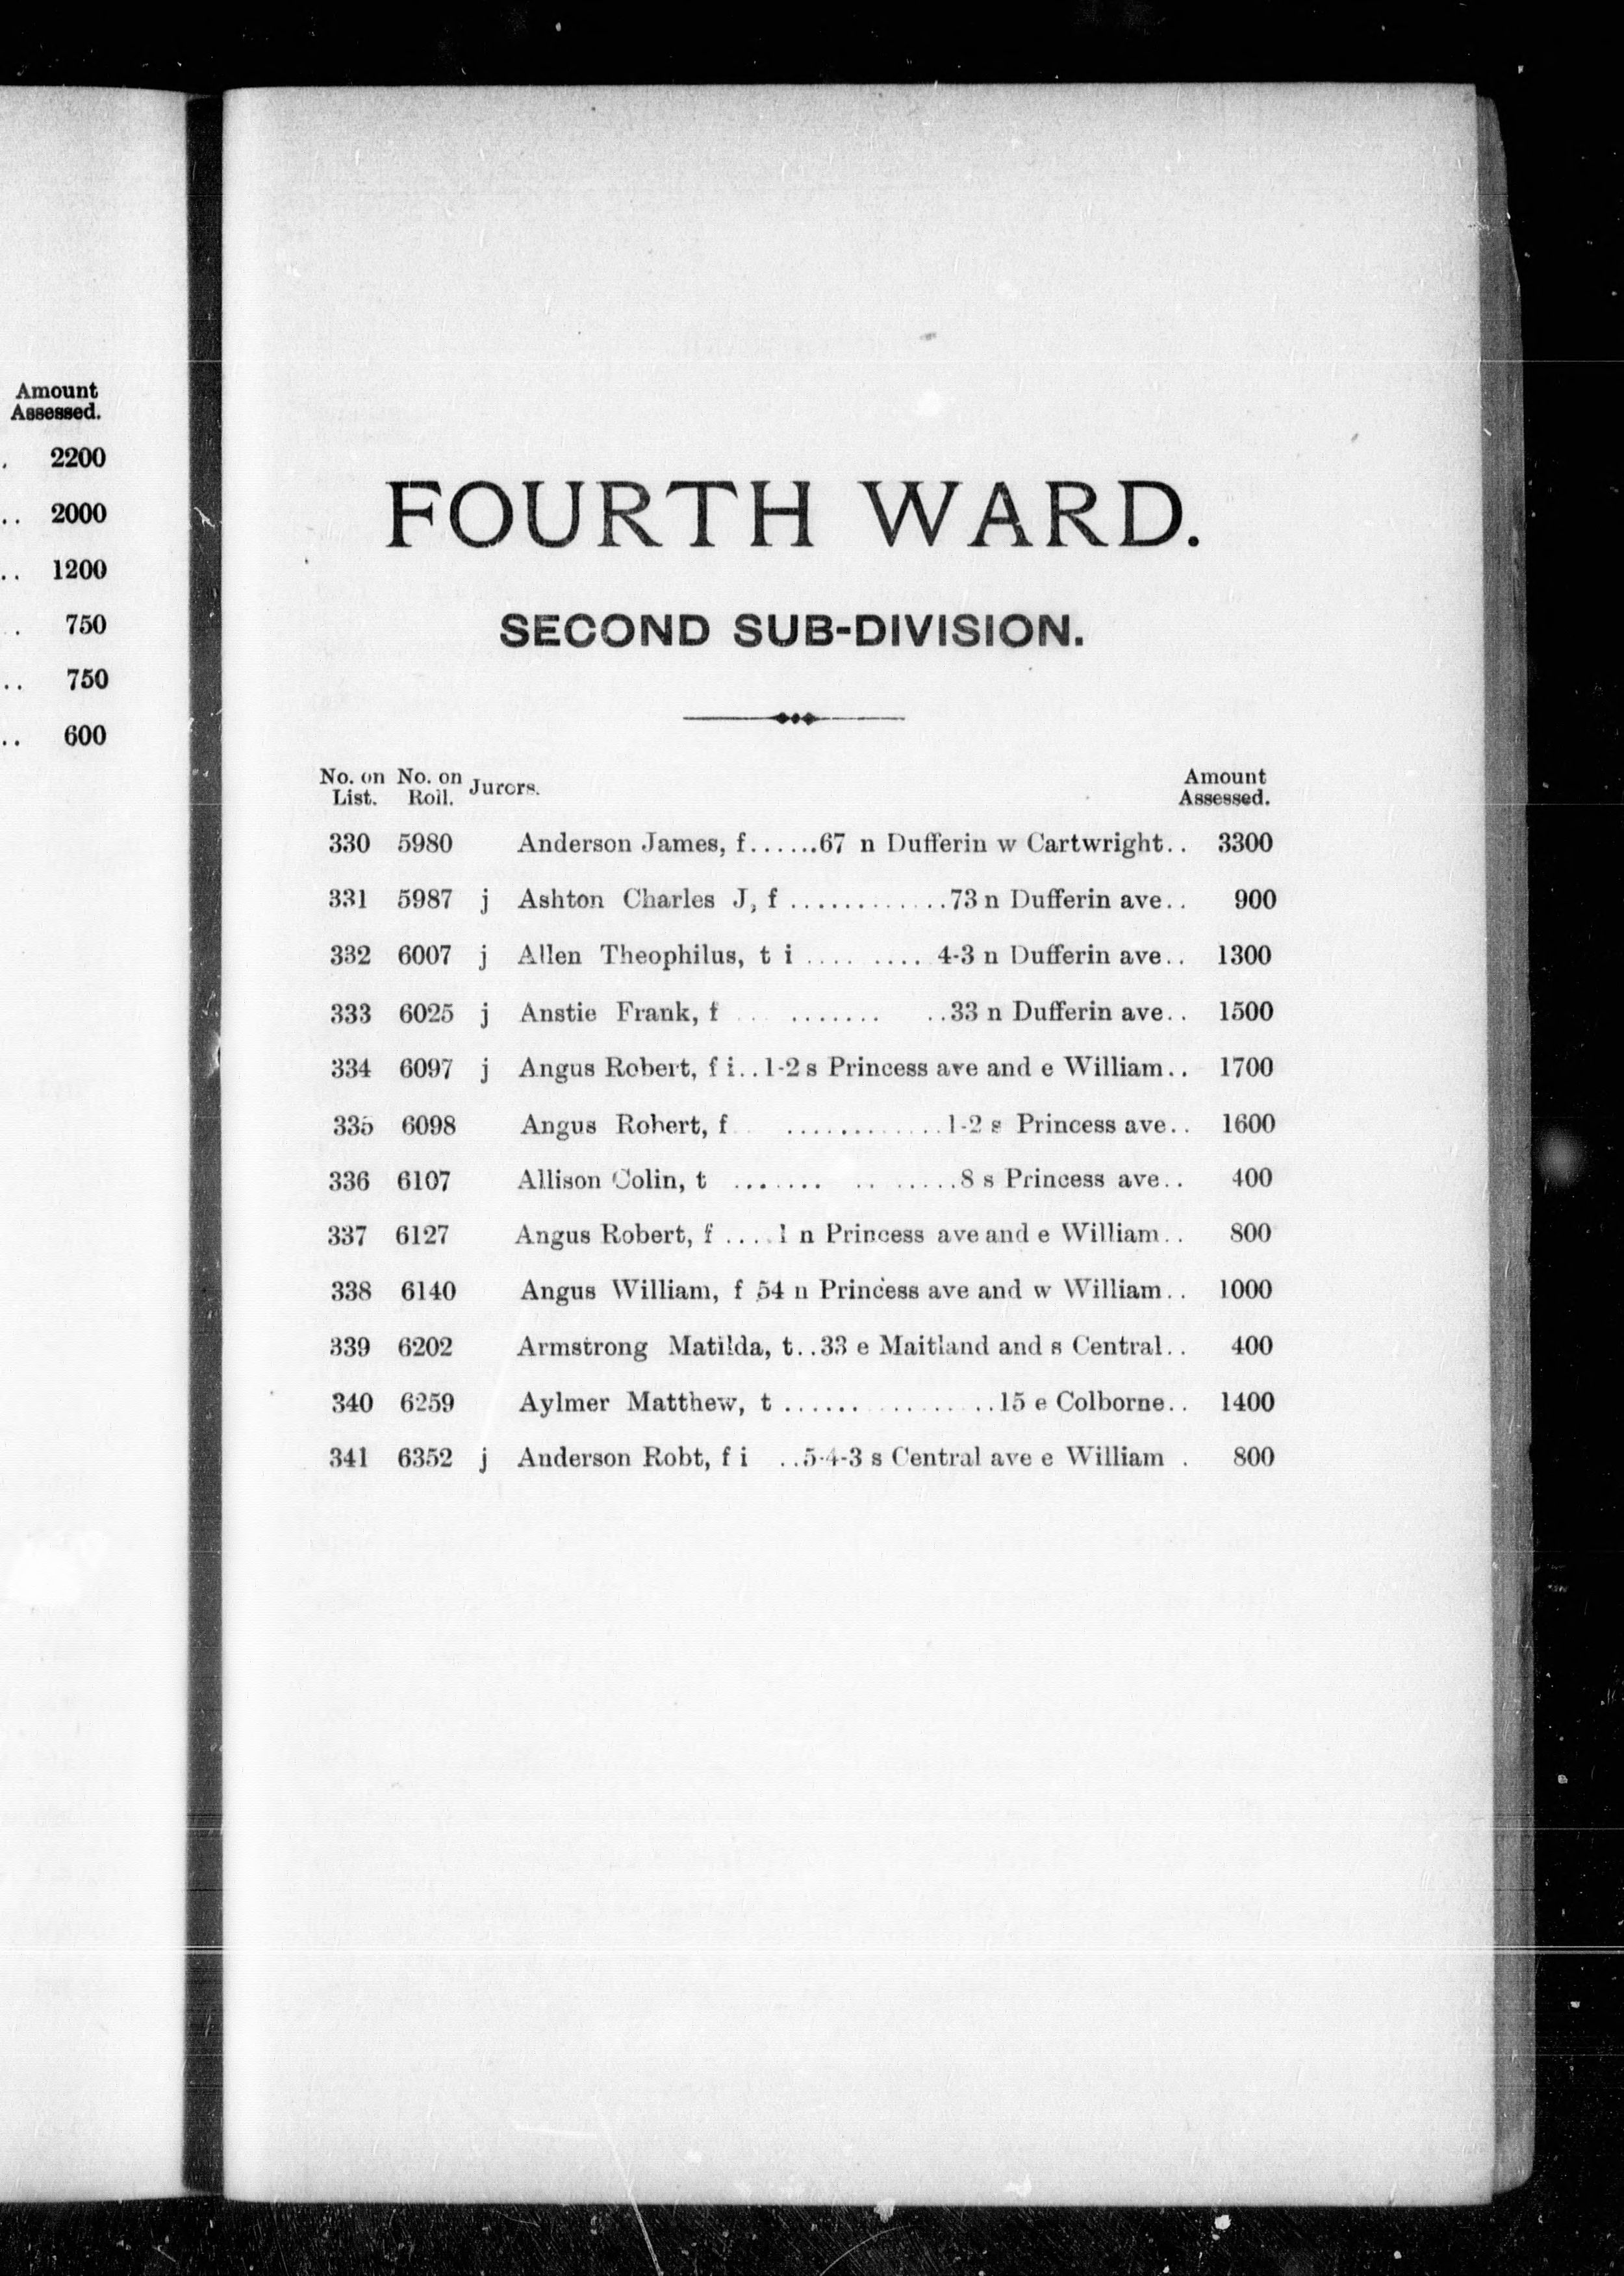 Amount
Assessed.
. 2200
.. 2000
.. 1200
. 750
.. 750
.. 600
FOURTH WARD.
SECOND SUB-DIVISION.
No. on No. on Jurors. Amount
List. Roll. Assessed.
330 5980 Anderson James, f......67 n Dufferin w Cartwright.. 3300
331 5987 j Ashton Charles J, f ............73 n Dufferin ave.. 900
332 6007 j Allen Theophilus, t i .... .... 4-3 n Dufferin ave.. 1300
333 6025 j Anstie Frank, f .. ....... ..33 n Dufferin ave.. 1500
334 6097 j Angus Robert, f i..1-2 s Princess ave and e William.. 1700
335 6098 Angus Robert, f ............1-2 s Princess ave.. 1600
336 6107 Allison Colin, t ....... .. ......8 s Princess ave.. 400
337 6127 Angus Robert, f ....1 n Princess ave and e William.. 800
338 6140 Angus William, f 54 n Princess ave and w William.. 1000
339 6202 Armstrong Matilda, t..33 e Maitland and s Central.. 400
340 6259 Aylmer Matthew, t ...... ........15 e Colborne.. 1400
341 6352 j Anderson Robt, f i ..5-4-3 s Central ave e William . 800